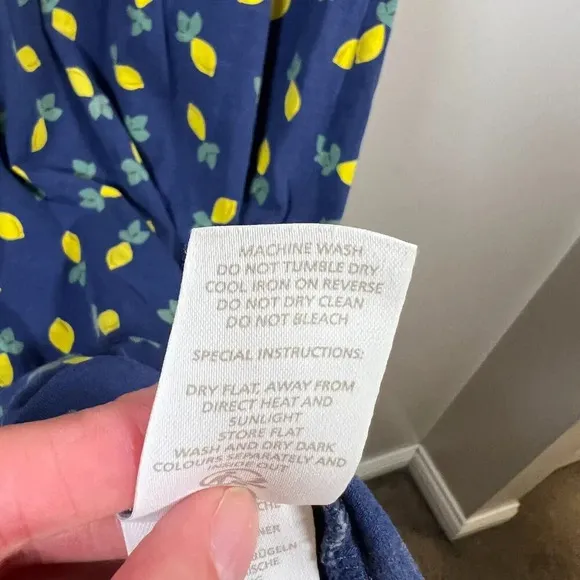 MACHINE WASH
DO NOT TUMBLE DRY
COOL IRON ON REVERSE
DO NOT DRY CLEAN
DO NOT BLEACH
SPECIAL INSTRUCTIONS:
DRY FLAT, AWAY FROM
DIRECT HEAT AND
SUNLIGHT
STORE FLAT
WASH AND DRY DARK
COLOURS SEPARATELY AND
INSIDE OUT